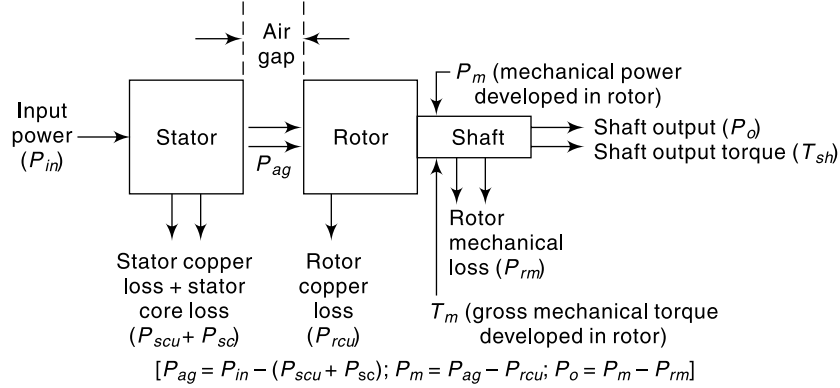 Air
gap
P_m (mechanical power
developed in rotor)
Input
power
(P_in)
Stator
P_ag
Rotor
Shaft
Shaft output (P_o)
Shaft output torque (T_sh)
Stator copper
loss + stator
core loss
(P_scu + P_sc)
Rotor
copper
loss
(P_rcu)
Rotor
mechanical
loss (P_rm)
T_m (gross mechanical torque
developed in rotor)
[P_ag = P_in – (P_scu + P_sc); P_m = P_ag – P_rcu; P_o = P_m – P_rm]